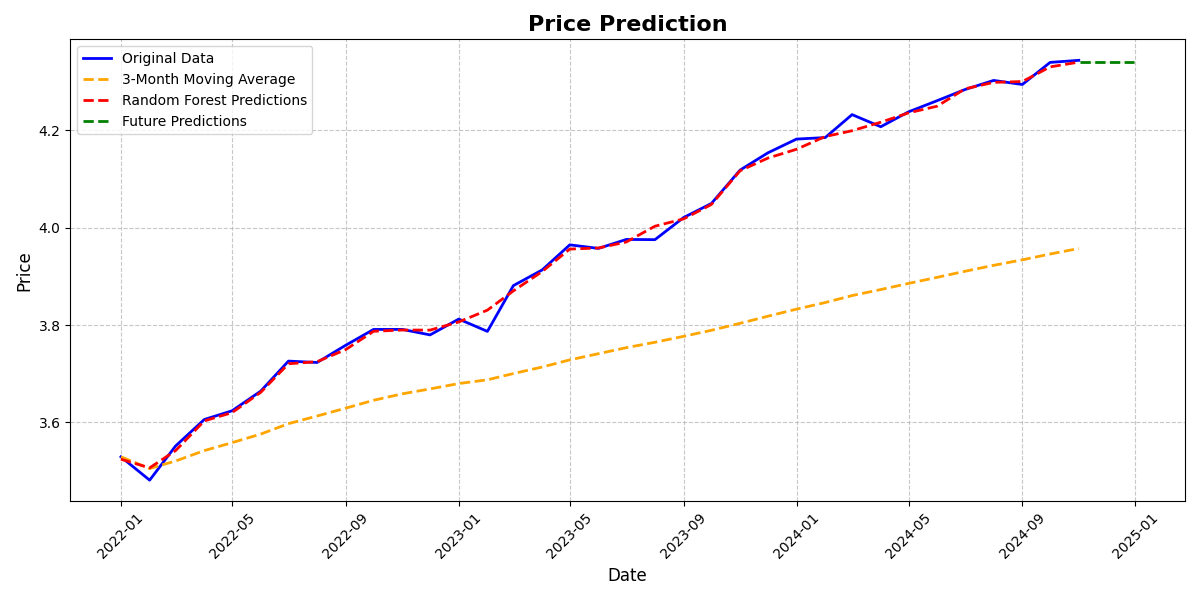 Price Prediction
Original Data
3-Month Moving Average
Random Forest Predictions
Future Predictions
Price
4.2
4.0
3.8
3.6
2022-01
2022-05
2022-09
2023-01
2023-05
2023-09
2024-01
2024-05
2024-09
2025-01
Date